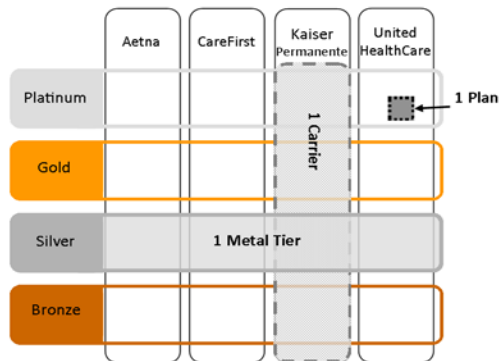 Aetna
CareFirst
Kaiser
Permanente
United
HealthCare
Platinum
1 Plan
1 Carrier
Gold
Silver
1 Metal Tier
Bronze